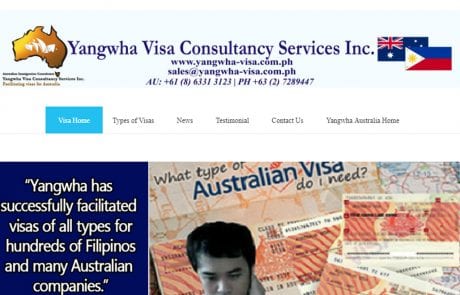 Yangwha Visa Consultancy Services Inc.
www.yangwha-visa.com.ph
sales@yangwha-visa.com.ph
AU: +61 (8) 6331 3123 | PH +63 (2) 7289447
Australian Immigration Consultant
Yangwha Visa Consultancy Services Inc.
Facilitating visas for Australia
Visa Home
Types of Visas
News
Testimonial
Contact Us
Yangwha Australia Home
“Yangwha has
successfully facilitated
visas of all types for
hundreds of Filipinos
and many Australian
companies.”
What type of
Australian Visa
do i need?